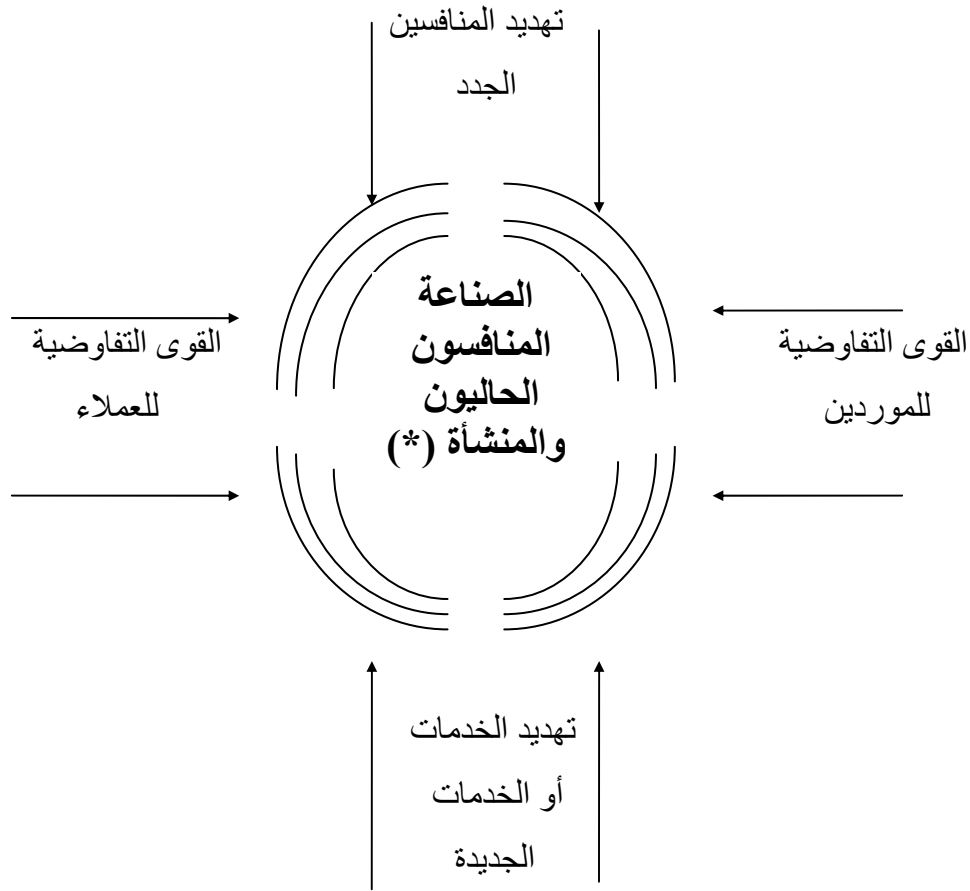 تهديد المنافسين
الجدد
الصناعة
المنافسون
الحاليون
والمنشأة (*)
القوى التفاوضية
للموردين
القوى التفاوضية
للعملاء
تهديد الخدمات
أو الخدمات
الجديدة